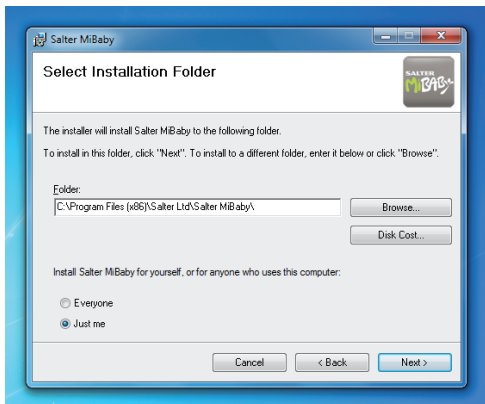 Salter MiBaby
Select Installation Folder
SALTER
MiBABY
The installer will install Salter MiBaby to the following folder.
To install in this folder, click "Next". To install to a different folder, enter it below or click "Browse".
Folder:
C:\Program Files (x86)\Salter Ltd\Salter MiBaby\
Browse...
Disk Cost...
Install Salter MiBaby for yourself, or for anyone who uses this computer:
Everyone
Just me
Cancel
< Back
Next >